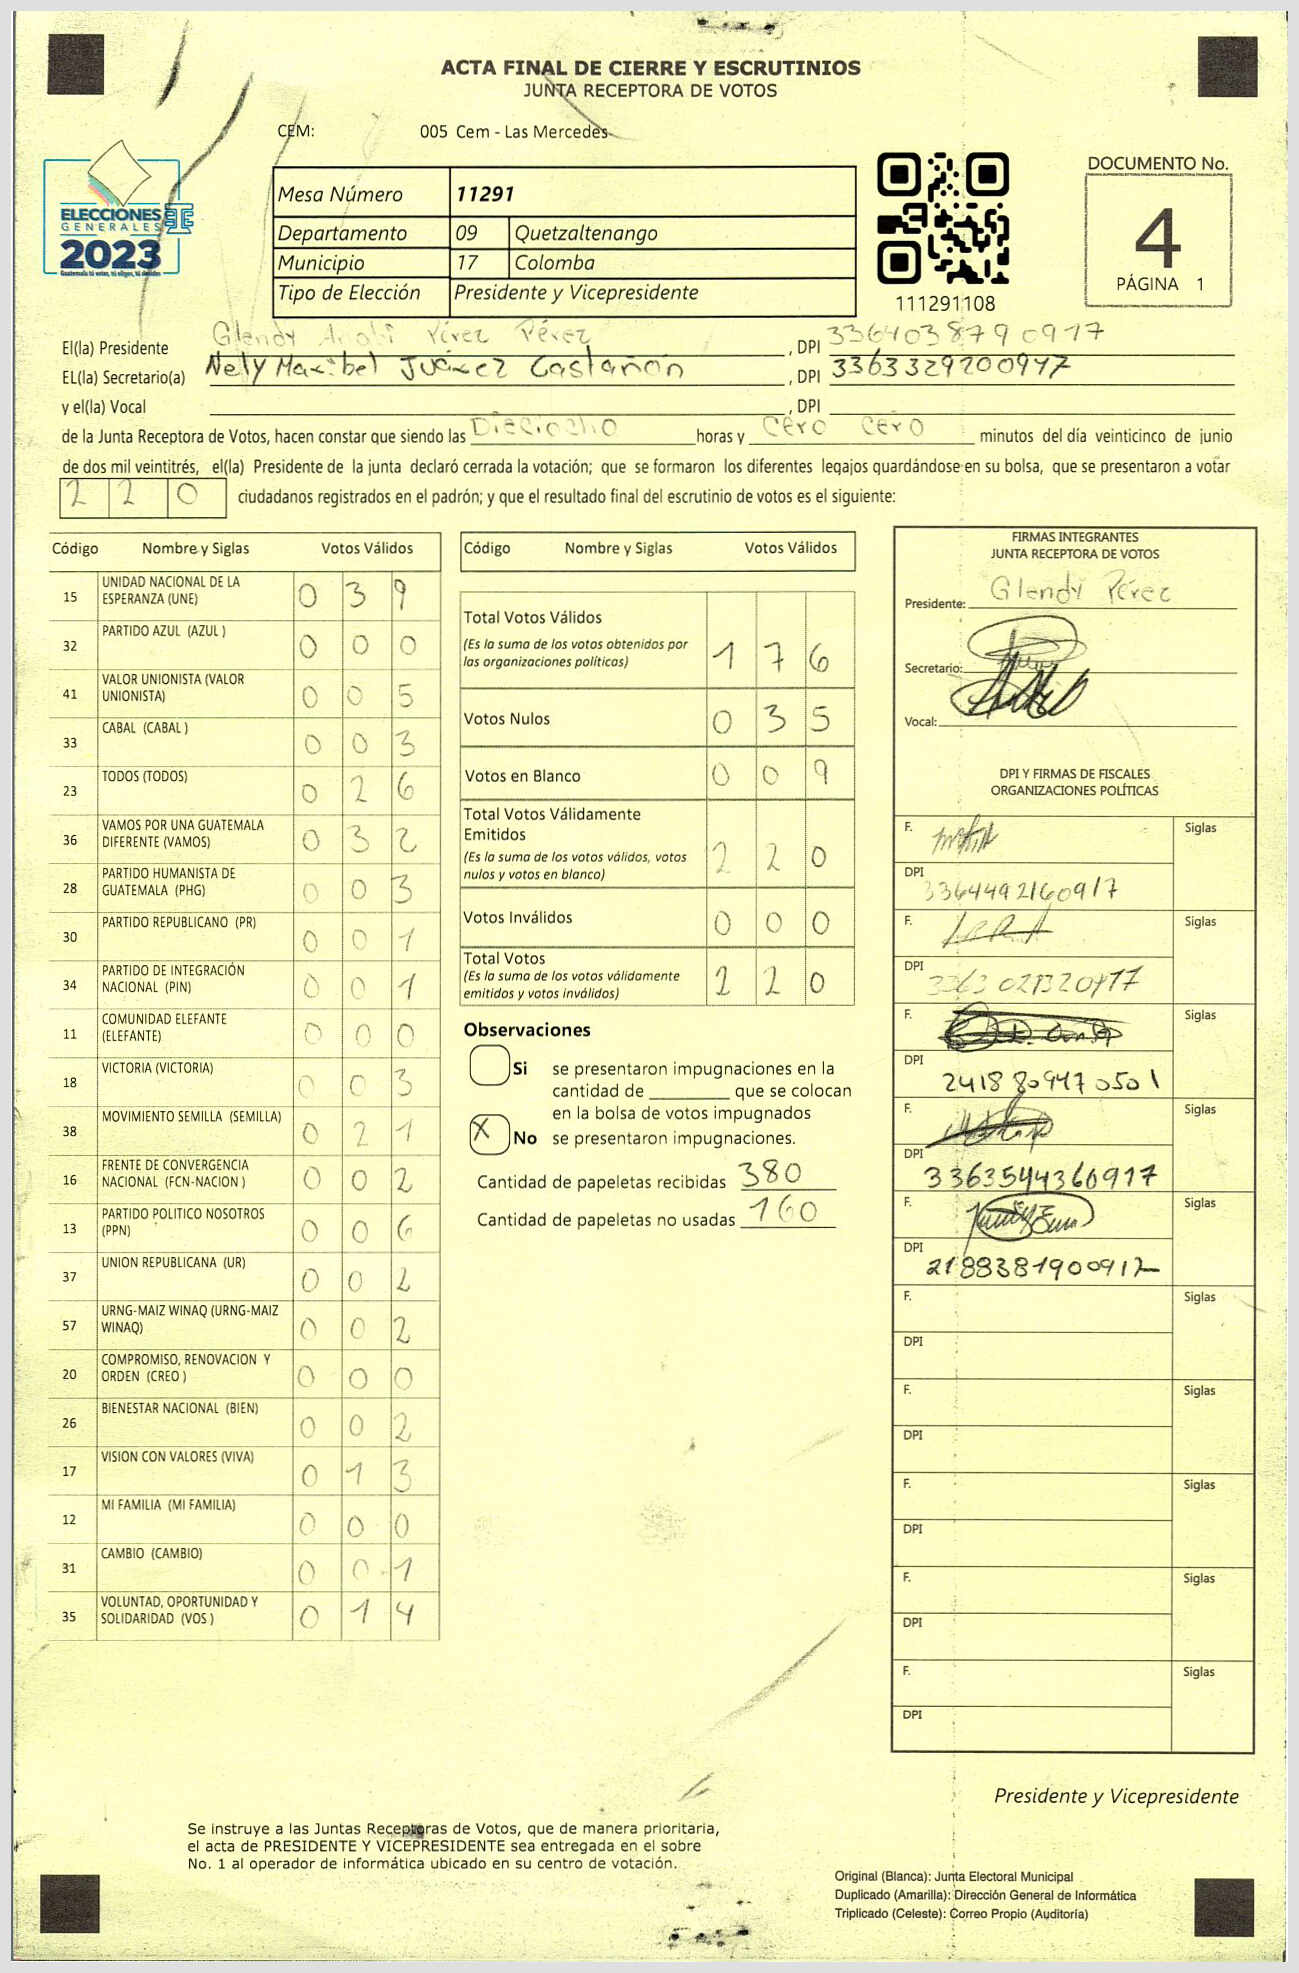 ACTA FINAL DE CIERRE Y ESCRUTINIOS
JUNTA RECEPTORA DE VOTOS
CEM: 005 Cem - Las Mercedes
ELECCIONES
GENERALES
2023
Guatemala tú votas, tú eliges, tú decides
Mesa Número 11291
Departamento 09 Quetzaltenango
Municipio 17 Colomba
Tipo de Elección Presidente y Vicepresidente
111291108
DOCUMENTO No.
4
PÁGINA 1
El(la) Presidente Glendy Pérez Pérez, DPI 3364038790917
EL(la) Secretario(a) Nely Maribel Juárez Castañón, DPI 3363329200917
y el(la) Vocal , DPI
de la Junta Receptora de Votos, hacen constar que siendo las Dieciocho horas y cero cero minutos del día veinticinco de junio
de dos mil veintitrés, el(la) Presidente de la junta declaró cerrada la votación; que se formaron los diferentes legajos guardándose en su bolsa, que se presentaron a votar
220 ciudadanos registrados en el padrón; y que el resultado final del escrutinio de votos es el siguiente:
Código Nombre y Siglas Votos Válidos
15 UNIDAD NACIONAL DE LA ESPERANZA (UNE) 0 3 9
32 PARTIDO AZUL (AZUL ) 0 0 0
41 VALOR UNIONISTA (VALOR UNIONISTA) 0 0 5
33 CABAL (CABAL ) 0 0 3
23 TODOS (TODOS) 0 2 6
36 VAMOS POR UNA GUATEMALA DIFERENTE (VAMOS) 0 3 2
28 PARTIDO HUMANISTA DE GUATEMALA (PHG) 0 0 3
30 PARTIDO REPUBLICANO (PR) 0 0 1
34 PARTIDO DE INTEGRACIÓN NACIONAL (PIN) 0 0 1
11 COMUNIDAD ELEFANTE (ELEFANTE) 0 0 0
18 VICTORIA (VICTORIA) 0 0 3
38 MOVIMIENTO SEMILLA (SEMILLA) 0 2 1
16 FRENTE DE CONVERGENCIA NACIONAL (FCN-NACION ) 0 0 2
13 PARTIDO POLITICO NOSOTROS (PPN) 0 0 6
37 UNION REPUBLICANA (UR) 0 0 2
57 URNG-MAIZ WINAQ (URNG-MAIZ WINAQ) 0 0 2
20 COMPROMISO, RENOVACION Y ORDEN (CREO ) 0 0 0
26 BIENESTAR NACIONAL (BIEN) 0 0 2
17 VISION CON VALORES (VIVA) 0 1 3
12 MI FAMILIA (MI FAMILIA) 0 0 0
31 CAMBIO (CAMBIO) 0 0 1
35 VOLUNTAD, OPORTUNIDAD Y SOLIDARIDAD (VOS ) 0 1 4
Código Nombre y Siglas Votos Válidos
Total Votos Válidos
(Es la suma de los votos obtenidos por
las organizaciones políticas) 1 7 6
Votos Nulos 0 3 5
Votos en Blanco 0 0 9
Total Votos Válidamente
Emitidos
(Es la suma de los votos válidos, votos
nulos y votos en blanco) 2 2 0
Votos Inválidos 0 0 0
Total Votos
(Es la suma de los votos válidamente
emitidos y votos inválidos) 2 2 0
Observaciones
Si se presentaron impugnaciones en la
cantidad de ________ que se colocan
en la bolsa de votos impugnados
X No se presentaron impugnaciones.
Cantidad de papeletas recibidas 380
Cantidad de papeletas no usadas 160
FIRMAS INTEGRANTES
JUNTA RECEPTORA DE VOTOS
Presidente: Glendy Pérez
Secretario:
Vocal:
DPI Y FIRMAS DE FISCALES
ORGANIZACIONES POLÍTICAS
F. Siglas
DPI 3364492160917
F. Siglas
DPI
F. Siglas
DPI 2418809470501
F. Siglas
DPI 3363544360917
F. Siglas
DPI 2188381900917
F. Siglas
DPI
F. Siglas
DPI
F. Siglas
DPI
F. Siglas
DPI
F. Siglas
DPI
Presidente y Vicepresidente
Se instruye a las Juntas Receptoras de Votos, que de manera prioritaria,
el acta de PRESIDENTE Y VICEPRESIDENTE sea entregada en el sobre
No. 1 al operador de informática ubicado en su centro de votación.
Original (Blanca): Junta Electoral Municipal
Duplicado (Amarilla): Dirección General de Informática
Triplicado (Celeste): Correo Propio (Auditoría)